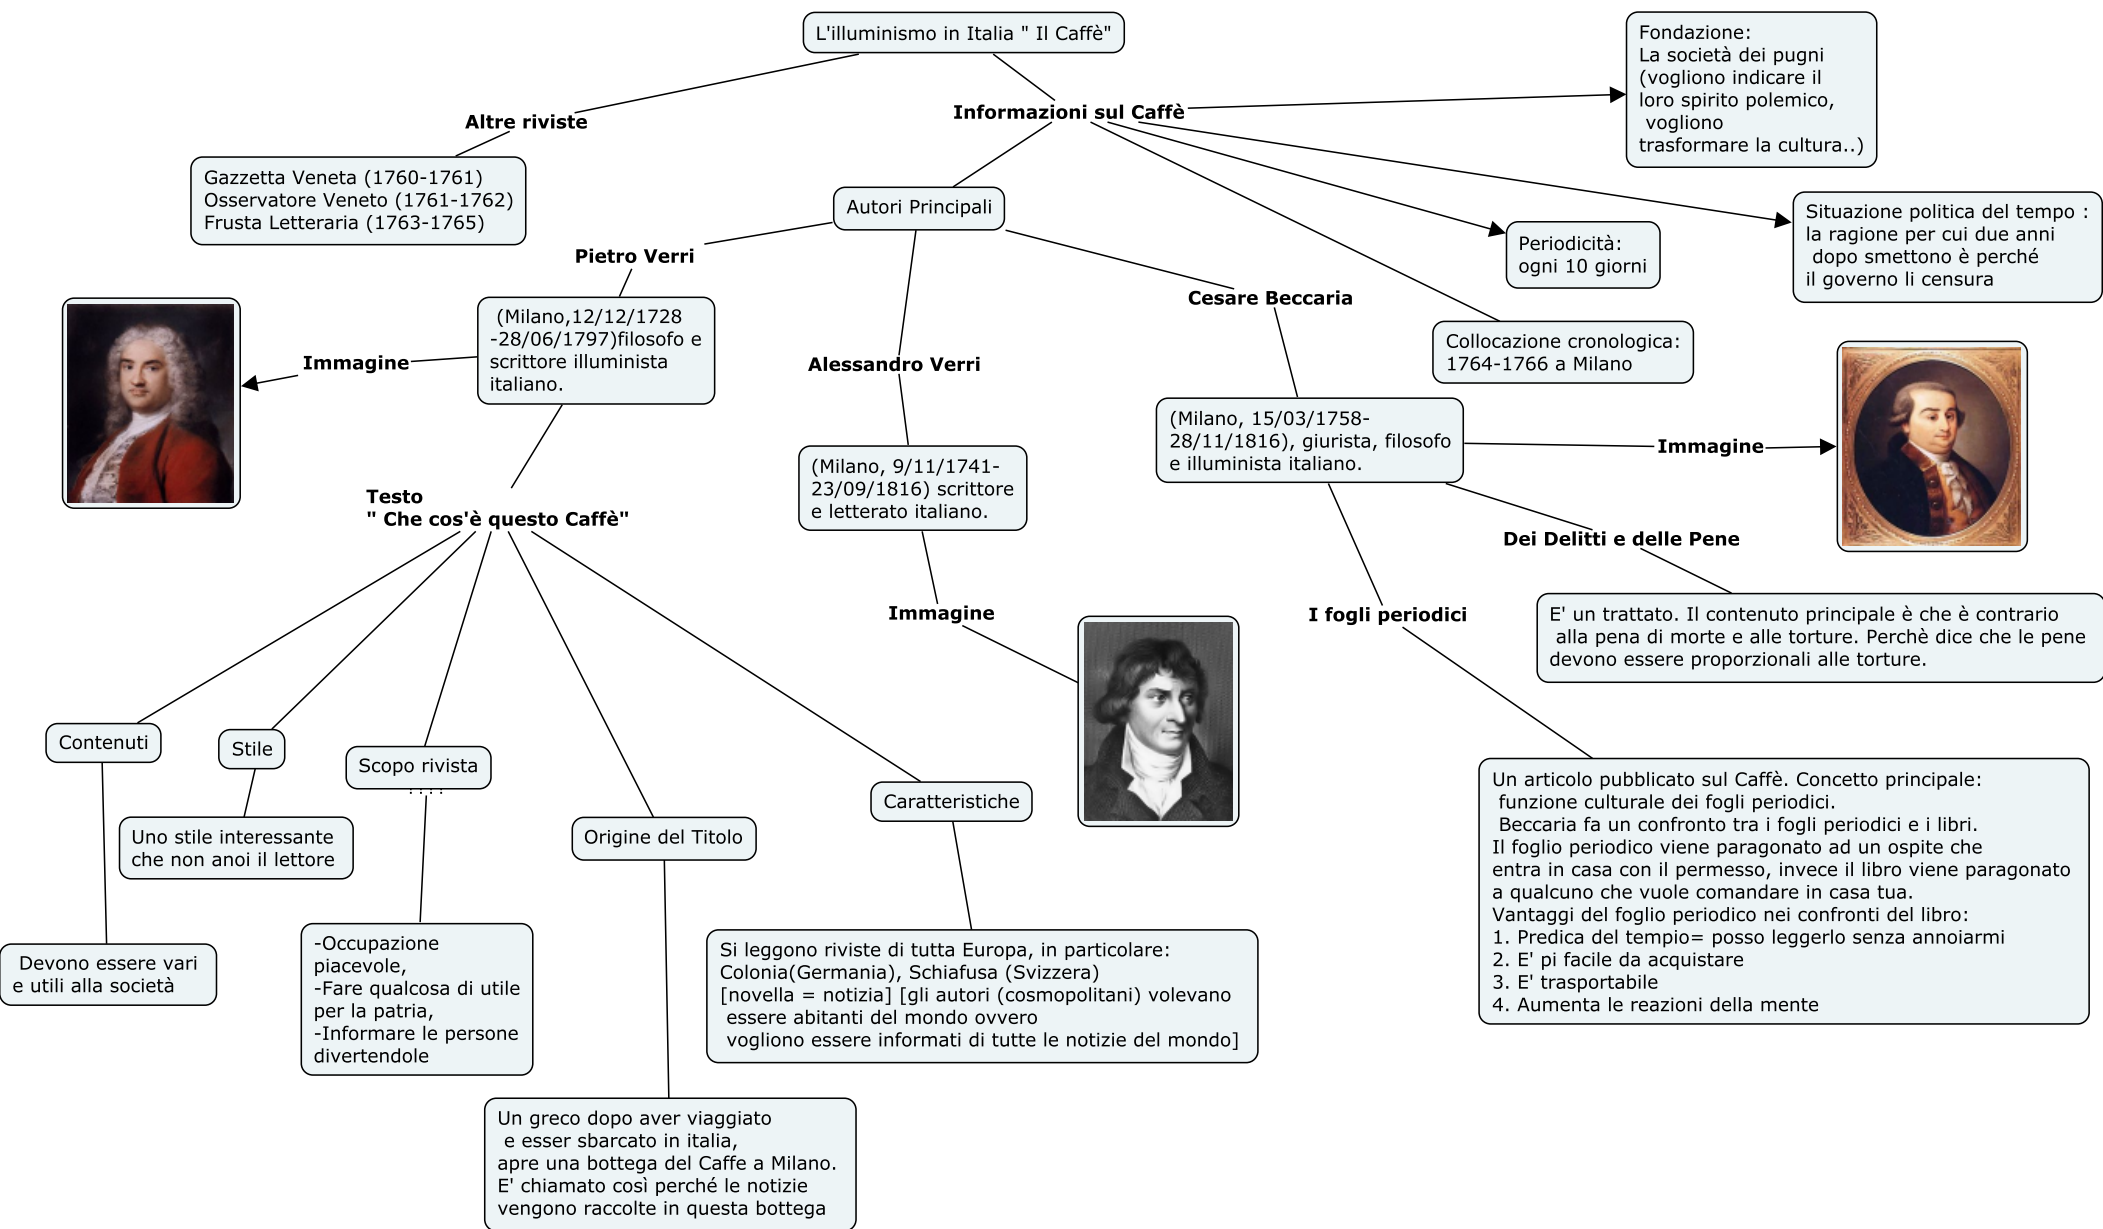 L'illuminismo in Italia " Il Caffè"
Fondazione:
La società dei pugni
(vogliono indicare il
loro spirito polemico,
vogliono
trasformare la cultura..)
Altre riviste
Informazioni sul Caffè
Gazzetta Veneta (1760-1761)
Osservatore Veneto (1761-1762)
Frusta Letteraria (1763-1765)
Autori Principali
Situazione politica del tempo :
la ragione per cui due anni
dopo smettono è perché
il governo li censura
Periodicità:
ogni 10 giorni
Pietro Verri
Cesare Beccaria
(Milano,12/12/1728
-28/06/1797)filosofo e
scrittore illuminista
italiano.
Immagine
Alessandro Verri
Collocazione cronologica:
1764-1766 a Milano
(Milano, 15/03/1758-
28/11/1816), giurista, filosofo
e illuminista italiano.
Immagine
(Milano, 9/11/1741-
23/09/1816) scrittore
e letterato italiano.
Testo
" Che cos'è questo Caffè"
Dei Delitti e delle Pene
Immagine
I fogli periodici
E' un trattato. Il contenuto principale è che è contrario
alla pena di morte e alle torture. Perchè dice che le pene
devono essere proporzionali alle torture.
Contenuti
Stile
Scopo rivista
Origine del Titolo
Caratteristiche
Uno stile interessante
che non anoi il lettore
Un articolo pubblicato sul Caffè. Concetto principale:
funzione culturale dei fogli periodici.
Beccaria fa un confronto tra i fogli periodici e i libri.
Il foglio periodico viene paragonato ad un ospite che
entra in casa con il permesso, invece il libro viene paragonato
a qualcuno che vuole comandare in casa tua.
Vantaggi del foglio periodico nei confronti del libro:
1. Predica del tempio= posso leggerlo senza annoiarmi
2. E' pi facile da acquistare
3. E' trasportabile
4. Aumenta le reazioni della mente
Devono essere vari
e utili alla società
-Occupazione
piacevole,
-Fare qualcosa di utile
per la patria,
-Informare le persone
divertendole
Si leggono riviste di tutta Europa, in particolare:
Colonia(Germania), Schiafusa (Svizzera)
[novella = notizia] [gli autori (cosmopolitani) volevano
essere abitanti del mondo ovvero
vogliono essere informati di tutte le notizie del mondo]
Un greco dopo aver viaggiato
e esser sbarcato in italia,
apre una bottega del Caffe a Milano.
E' chiamato così perché le notizie
vengono raccolte in questa bottega